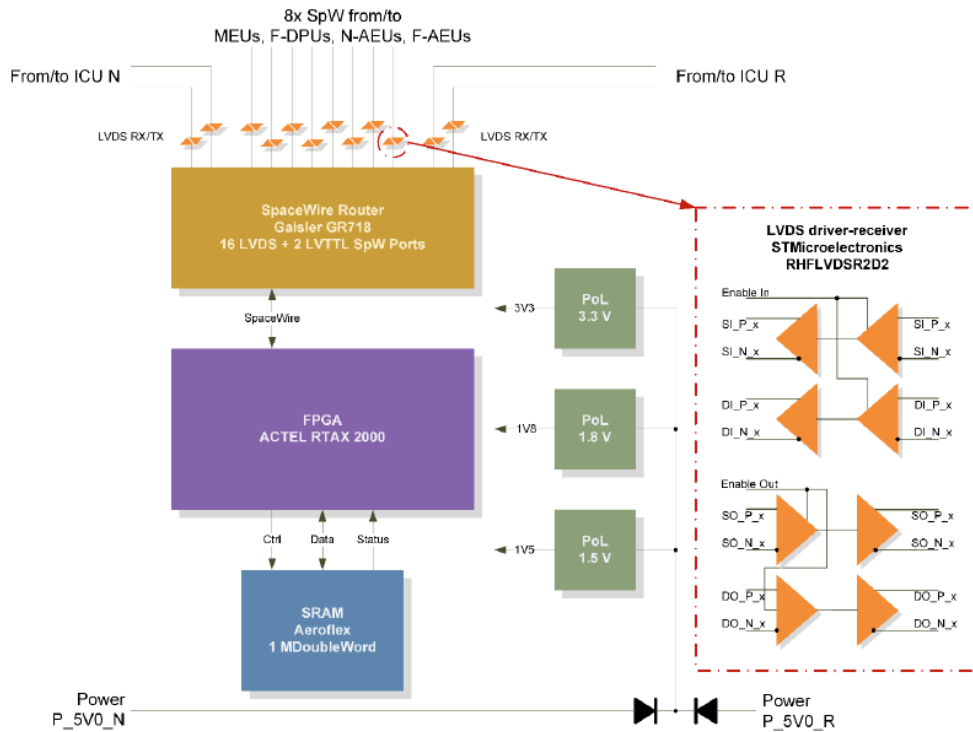 8x SpW from/to
MEUs, F-DPUs, N-AEUs, F-AEUs
From/to ICU N
From/to ICU R
LVDS RX/TX
LVDS RX/TX
SpaceWire Router
Gaisler GR718
16 LVDS + 2 LVTTL SpW Ports
SpaceWire
FPGA
ACTEL RTAX 2000
Ctrl
Data
Status
SRAM
Aeroflex
1 MDoubleWord
3V3
PoL
3.3 V
1V8
PoL
1.8 V
1V5
PoL
1.5 V
Power
P_5V0_N
Power
P_5V0_R
LVDS driver-receiver
STMicroelectronics
RHFLVDSR2D2
Enable In
SI_P_x
SI_P_x
SI_N_x
SI_N_x
DI_P_x
DI_P_x
DI_N_x
DI_N_x
Enable Out
SO_P_x
SO_P_x
SO_N_x
SO_N_x
DO_P_x
DO_P_x
DO_N_x
DO_N_x